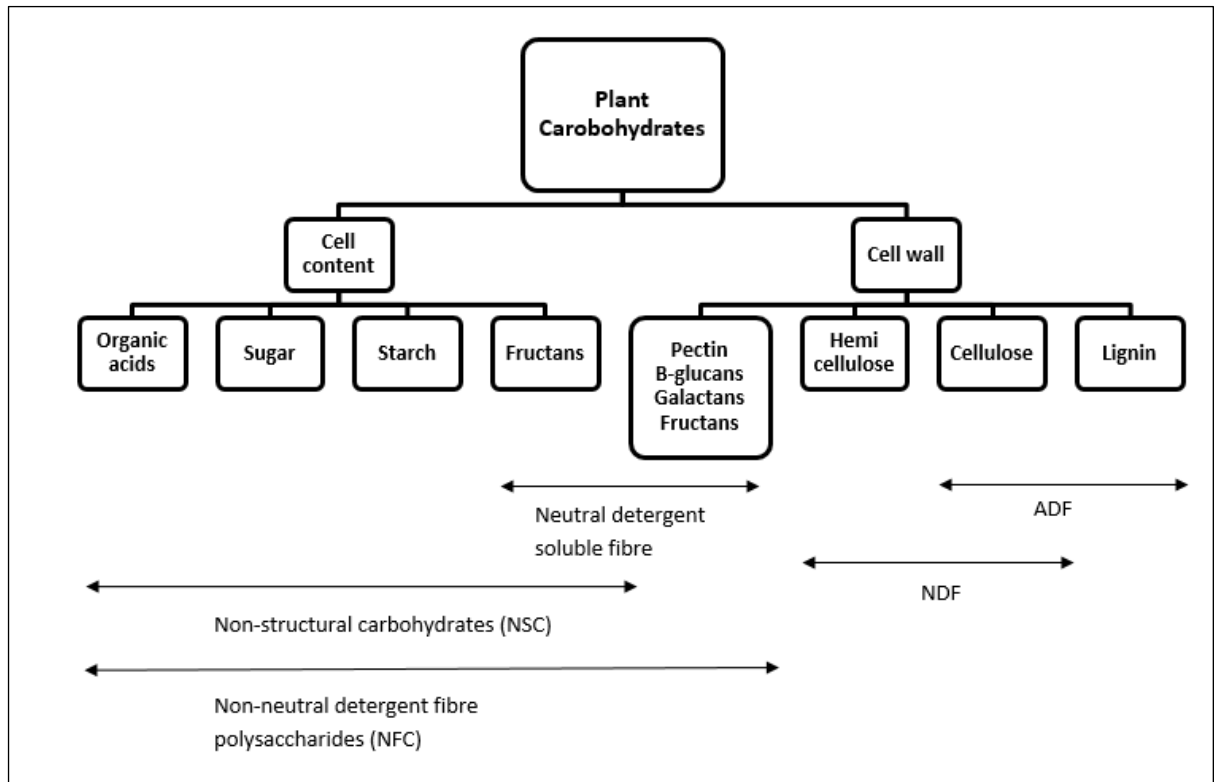 Plant
Carobohydrates
Cell
content
Cell wall
Organic
acids
Sugar
Starch
Fructans
Pectin
B-glucans
Galactans
Fructans
Hemi
cellulose
Cellulose
Lignin
Neutral detergent
soluble fibre
ADF
NDF
Non-structural carbohydrates (NSC)
Non-neutral detergent fibre
polysaccharides (NFC)